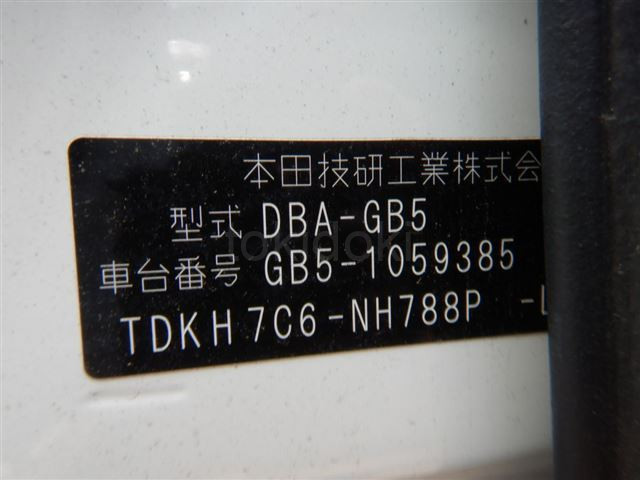 本田技研工業株式会
型式 DBA-GB5
車台番号 GB5-1059385
TDKH7C6-NH788P -L
tokidoki